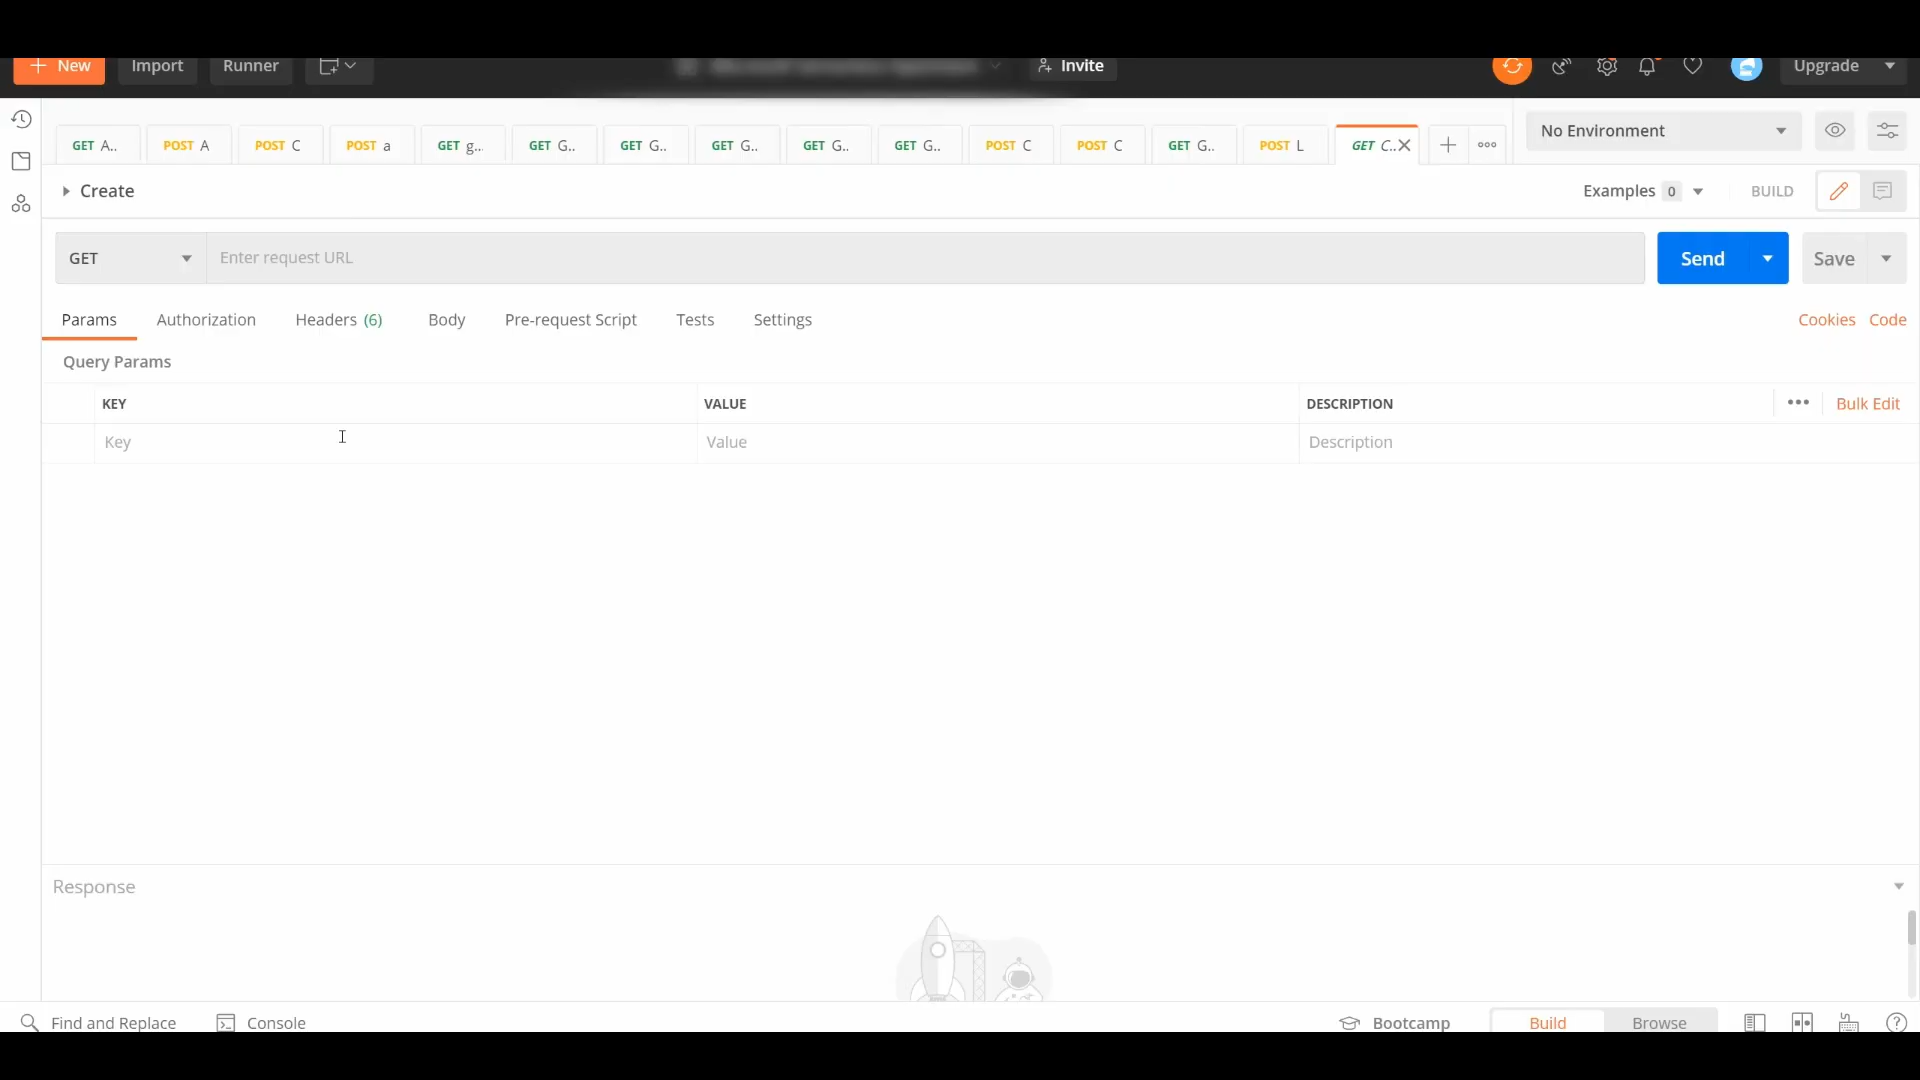 New Import Runner Invite Upgrade
GET A.. POST A POST C POST a GET g... GET G.. GET G.. GET G.. GET G.. GET G.. POST C POST C GET G.. POST L GET C.. No Environment
Create Examples 0 BUILD
GET Enter request URL Send Save
Params Authorization Headers (6) Body Pre-request Script Tests Settings Cookies Code
Query Params
KEY VALUE DESCRIPTION Bulk Edit
Key Value Description
Response
Find and Replace Console Bootcamp Build Browse